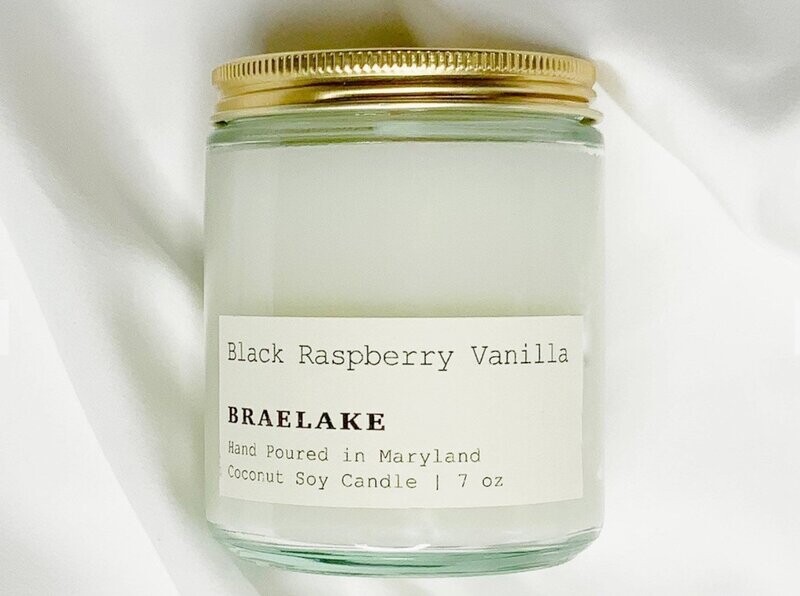 Black Raspberry Vanilla
BRAELAKE
Hand Poured in Maryland
Coconut Soy Candle | 7 oz